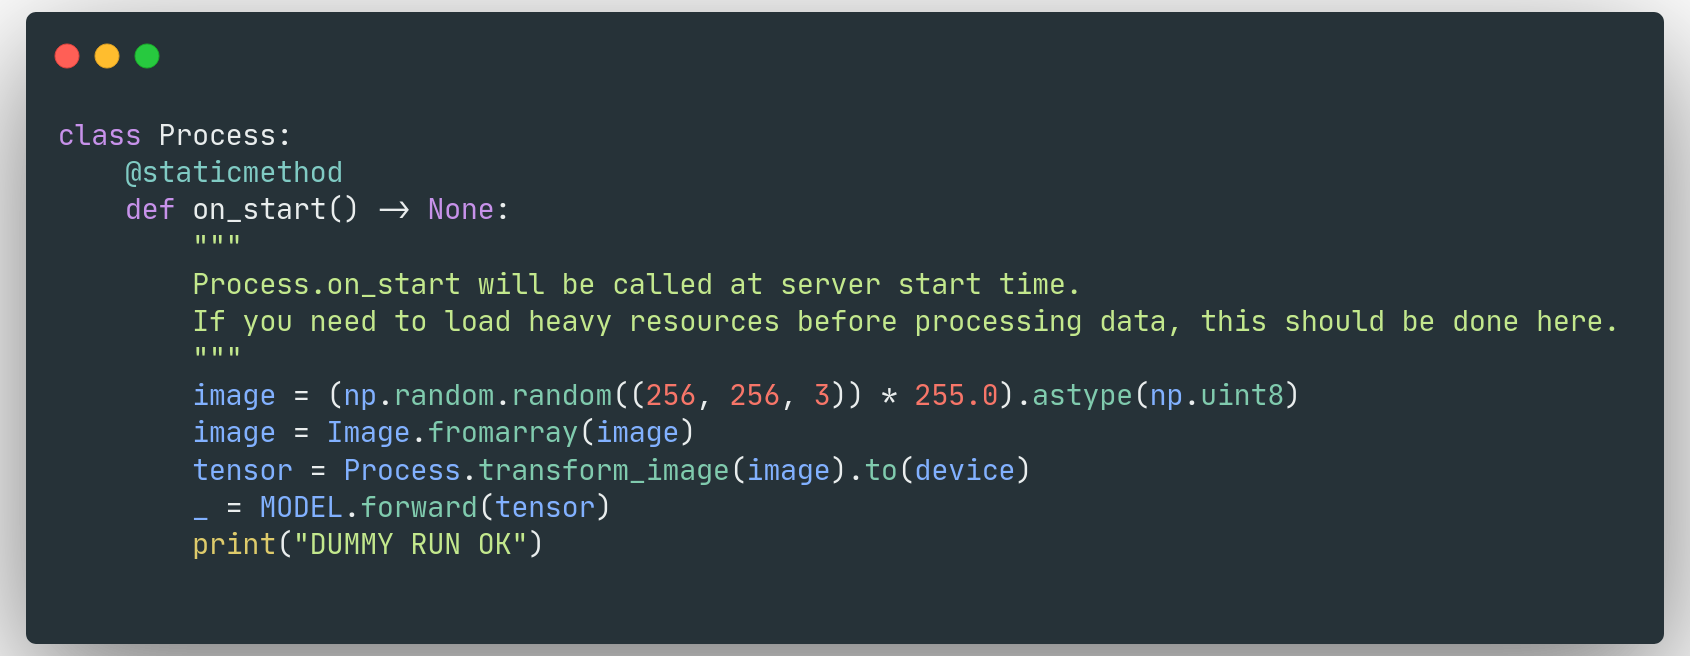 class Process:
    @staticmethod
    def on_start() -> None:
        """
        Process.on_start will be called at server start time.
        If you need to load heavy resources before processing data, this should be done here.
        """
        image = (np.random.random((256, 256, 3)) * 255.0).astype(np.uint8)
        image = Image.fromarray(image)
        tensor = Process.transform_image(image).to(device)
        _ = MODEL.forward(tensor)
        print("DUMMY RUN OK")